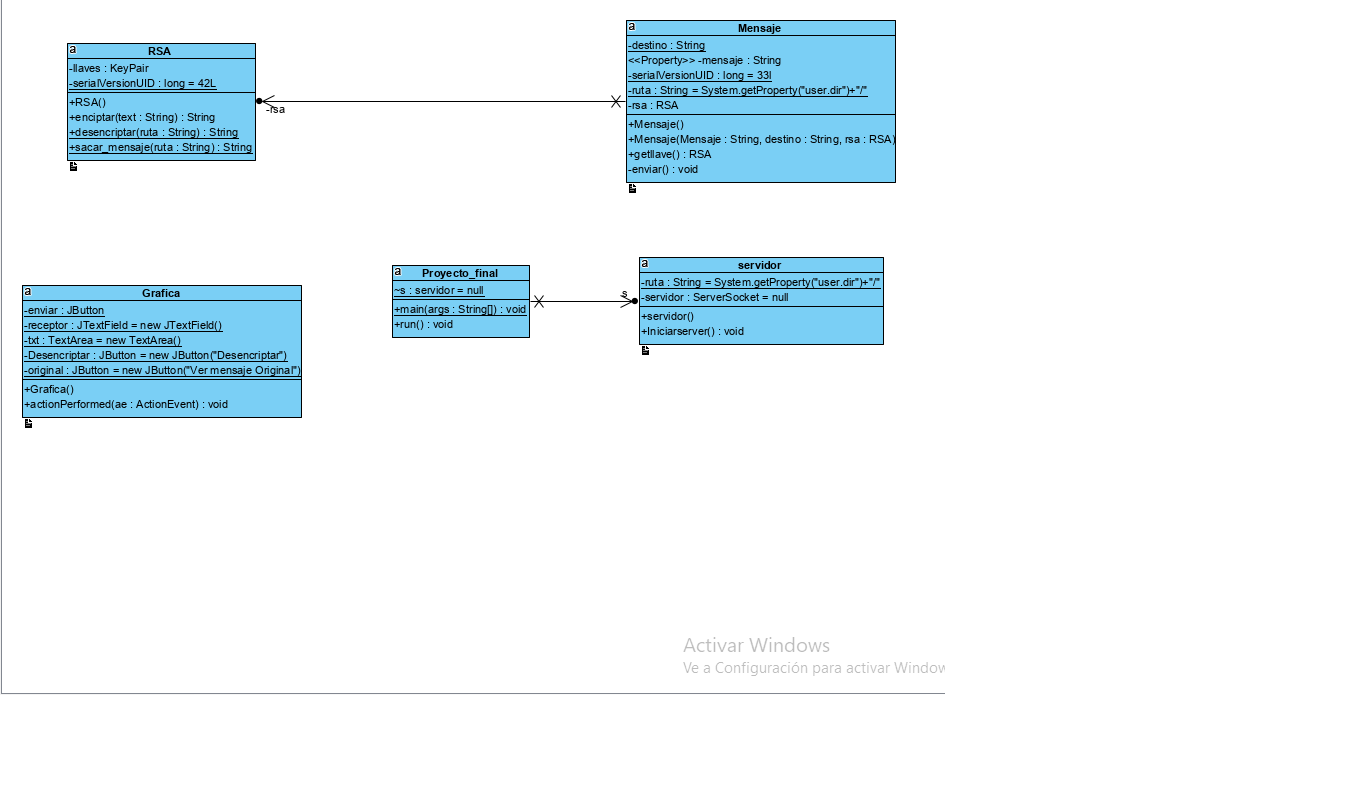 a
RSA
-llaves : KeyPair
-serialVersionUID : long = 42L
+RSA()
+enciptar(text : String) : String
+desencriptar(ruta : String) : String
+sacar_mensaje(ruta : String) : String
-rsa
a
Mensaje
-destino : String
<<Property>> -mensaje : String
-serialVersionUID : long = 33l
-ruta : String = System.getProperty("user.dir")+"/"
-rsa : RSA
+Mensaje()
+Mensaje(Mensaje : String, destino : String, rsa : RSA)
+getllave() : RSA
-enviar() : void
a
Grafica
-enviar : JButton
-receptor : JTextField = new JTextField()
-txt : TextArea = new TextArea()
-Desencriptar : JButton = new JButton("Desencriptar")
-original : JButton = new JButton("Ver mensaje Original")
+Grafica()
+actionPerformed(ae : ActionEvent) : void
a
Proyecto_final
~s : servidor = null
+main(args : String[]) : void
+run() : void
s
a
servidor
-ruta : String = System.getProperty("user.dir")+"/"
-servidor : ServerSocket = null
+servidor()
+Iniciarserver() : void
Activar Windows
Ve a Configuración para activar Window